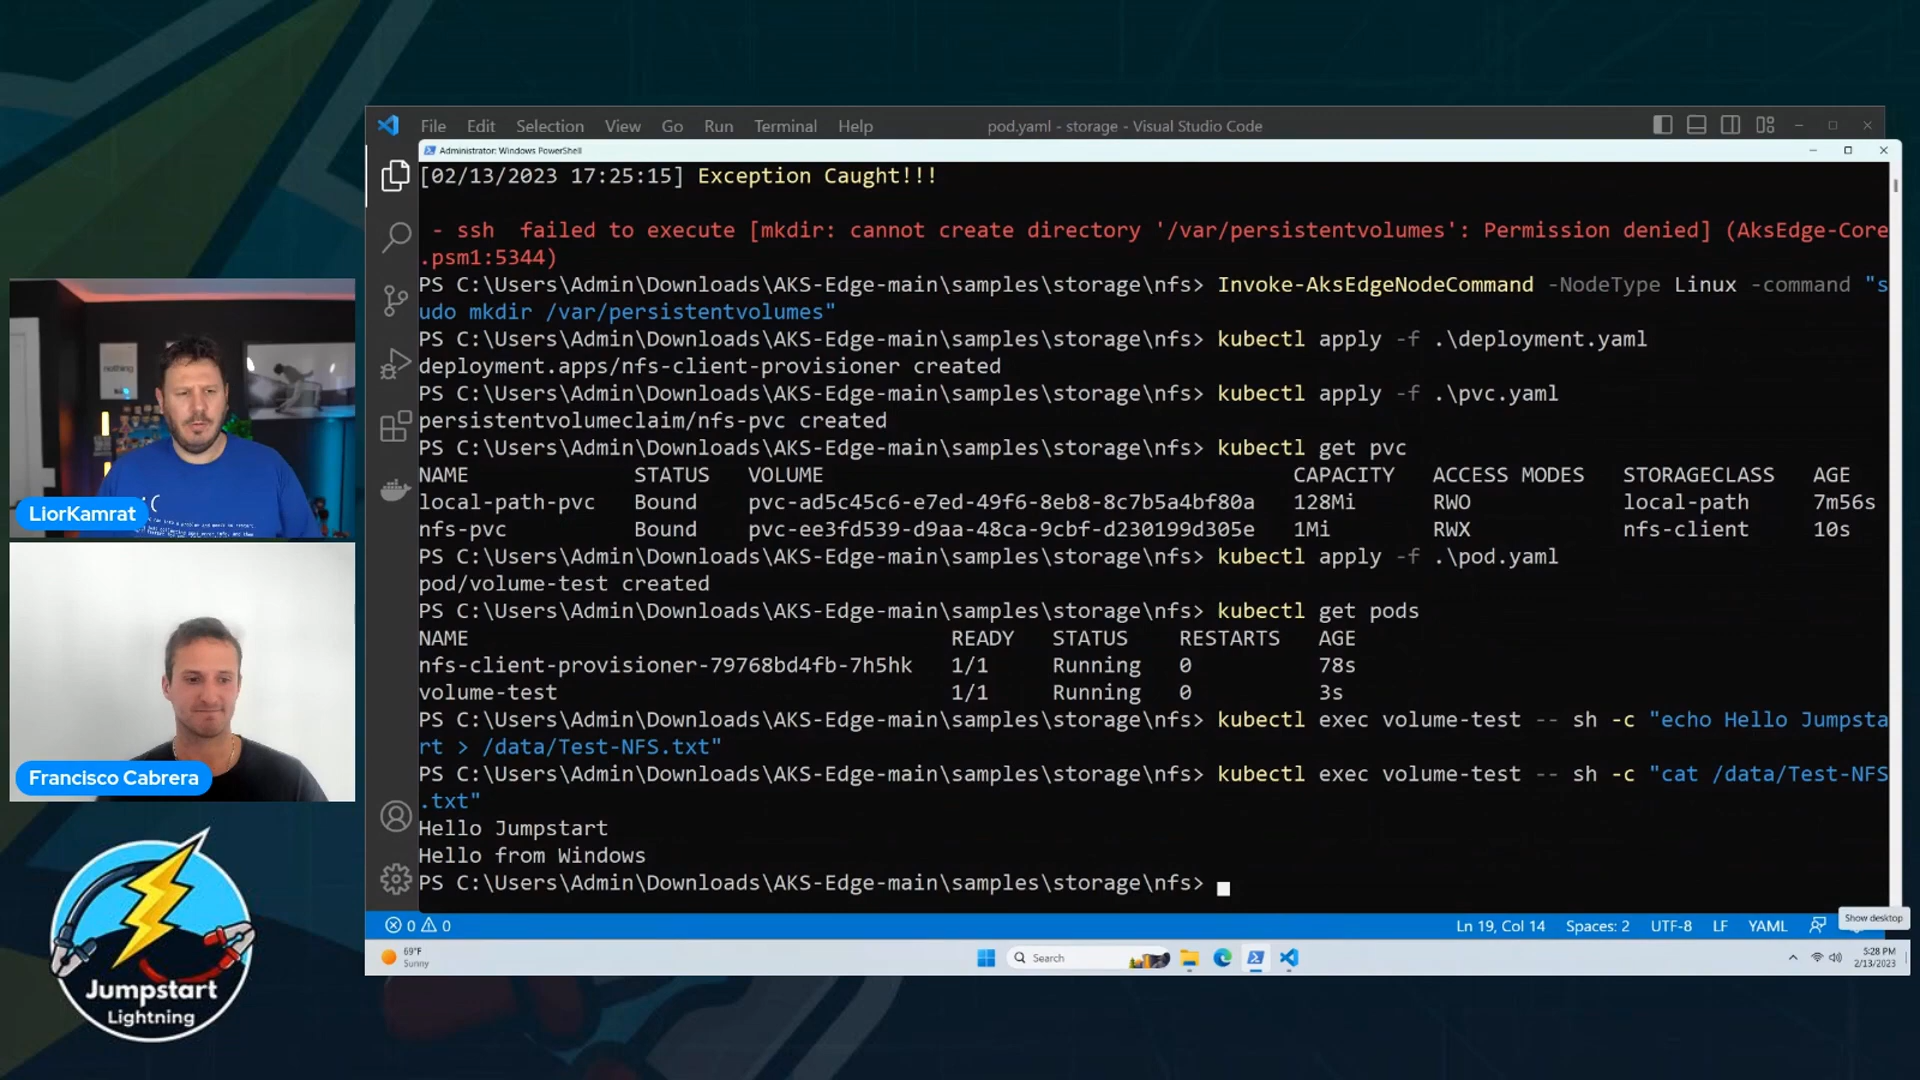 File Edit Selection View Go Run Terminal Help pod.yaml - storage - Visual Studio Code
Administrator: Windows PowerShell
[02/13/2023 17:25:15] Exception Caught!!!
- ssh  failed to execute [mkdir: cannot create directory '/var/persistentvolumes': Permission denied] (AksEdge-Core
.psm1:5344)
PS C:\Users\Admin\Downloads\AKS-Edge-main\samples\storage\nfs> Invoke-AksEdgeNodeCommand -NodeType Linux -command "s
udo mkdir /var/persistentvolumes"
PS C:\Users\Admin\Downloads\AKS-Edge-main\samples\storage\nfs> kubectl apply -f .\deployment.yaml
deployment.apps/nfs-client-provisioner created
PS C:\Users\Admin\Downloads\AKS-Edge-main\samples\storage\nfs> kubectl apply -f .\pvc.yaml
persistentvolumeclaim/nfs-pvc created
PS C:\Users\Admin\Downloads\AKS-Edge-main\samples\storage\nfs> kubectl get pvc
NAME STATUS VOLUME CAPACITY ACCESS MODES STORAGECLASS AGE
local-path-pvc Bound pvc-ad5c45c6-e7ed-49f6-8eb8-8c7b5a4bf80a 128Mi RWO local-path 7m56s
nfs-pvc Bound pvc-ee3fd539-d9aa-48ca-9cbf-d230199d305e 1Mi RWX nfs-client 10s
PS C:\Users\Admin\Downloads\AKS-Edge-main\samples\storage\nfs> kubectl apply -f .\pod.yaml
pod/volume-test created
PS C:\Users\Admin\Downloads\AKS-Edge-main\samples\storage\nfs> kubectl get pods
NAME READY STATUS RESTARTS AGE
nfs-client-provisioner-79768bd4fb-7h5hk 1/1 Running 0 78s
volume-test 1/1 Running 0 3s
PS C:\Users\Admin\Downloads\AKS-Edge-main\samples\storage\nfs> kubectl exec volume-test -- sh -c "echo Hello Jumpsta
rt > /data/Test-NFS.txt"
PS C:\Users\Admin\Downloads\AKS-Edge-main\samples\storage\nfs> kubectl exec volume-test -- sh -c "cat /data/Test-NFS
.txt"
Hello Jumpstart
Hello from Windows
PS C:\Users\Admin\Downloads\AKS-Edge-main\samples\storage\nfs>
0 0 Ln 19, Col 14 Spaces: 2 UTF-8 LF YAML
Show desktop
69°F
Sunny
Search
5:28 PM
2/13/2023
nothing
LiorKamrat
Francisco Cabrera
Jumpstart
Lightning